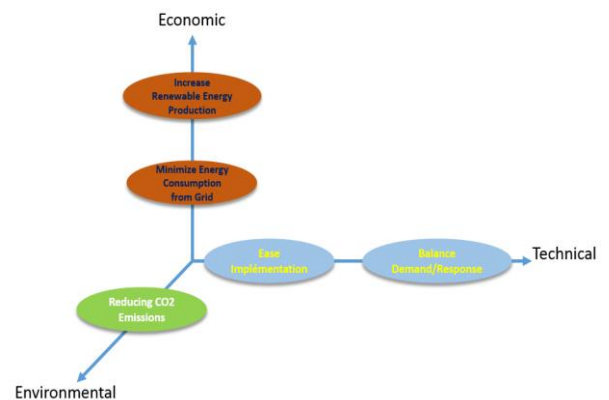 Economic
Increase
Renewable Energy
Production
Minimize Energy
Consumption
from Grid
Ease
Implémentation
Balance
Demand/Response
Technical
Reducing CO2
Emissions
Environmental